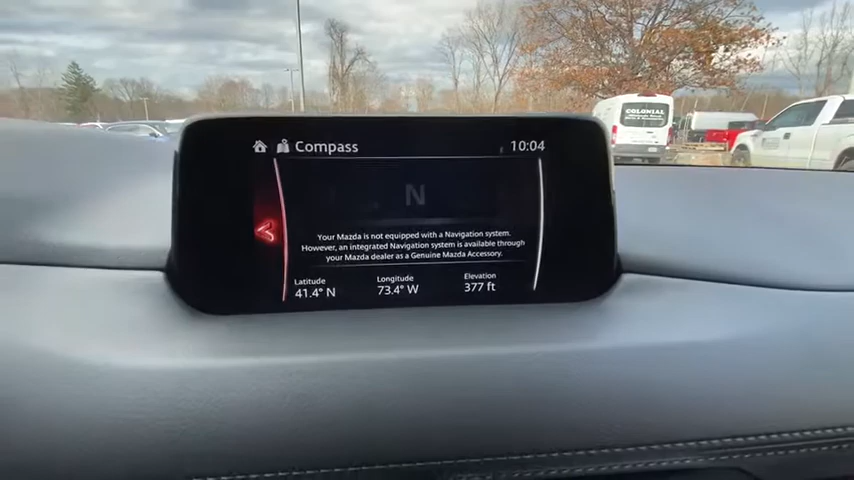 Compass
10:04
N
Your Mazda is not equipped with a Navigation system.
However, an integrated Navigation system is available through
your Mazda dealer as a Genuine Mazda Accessory.
Latitude Longitude Elevation
41.4° N 73.4° W 377 ft
COLONIAL